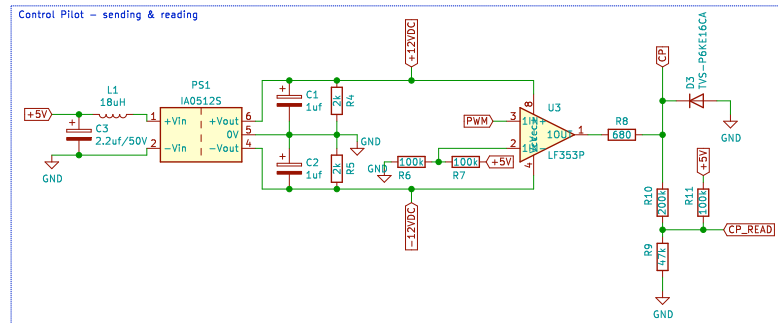 Control Pilot – sending & reading
+12VDC
CP
D3
TVS-P6KE16CA
GND
L1
18uH
+5V
C3
2.2uf/50V
GND
PS1
IA0512S
1
+Vin
2
-Vin
+Vout
6
0V
5
-Vout
4
C1
1uf
R4
2k
GND
C2
1uf
R5
2k
-12VDC
PWM
3
2
8
4
1
1OUT
U3
LF353P
GND
100k
R6
100k
R7
+5V
R8
680
R10
200k
+5V
R11
100k
CP_READ
R9
47k
GND